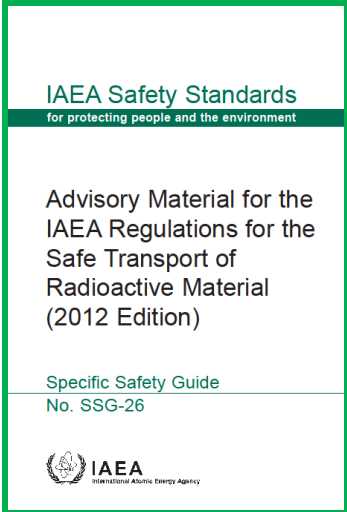 IAEA Safety Standards
for protecting people and the environment
Advisory Material for the
IAEA Regulations for the
Safe Transport of
Radioactive Material
(2012 Edition)
Specific Safety Guide
No. SSG-26
IAEA
International Atomic Energy Agency